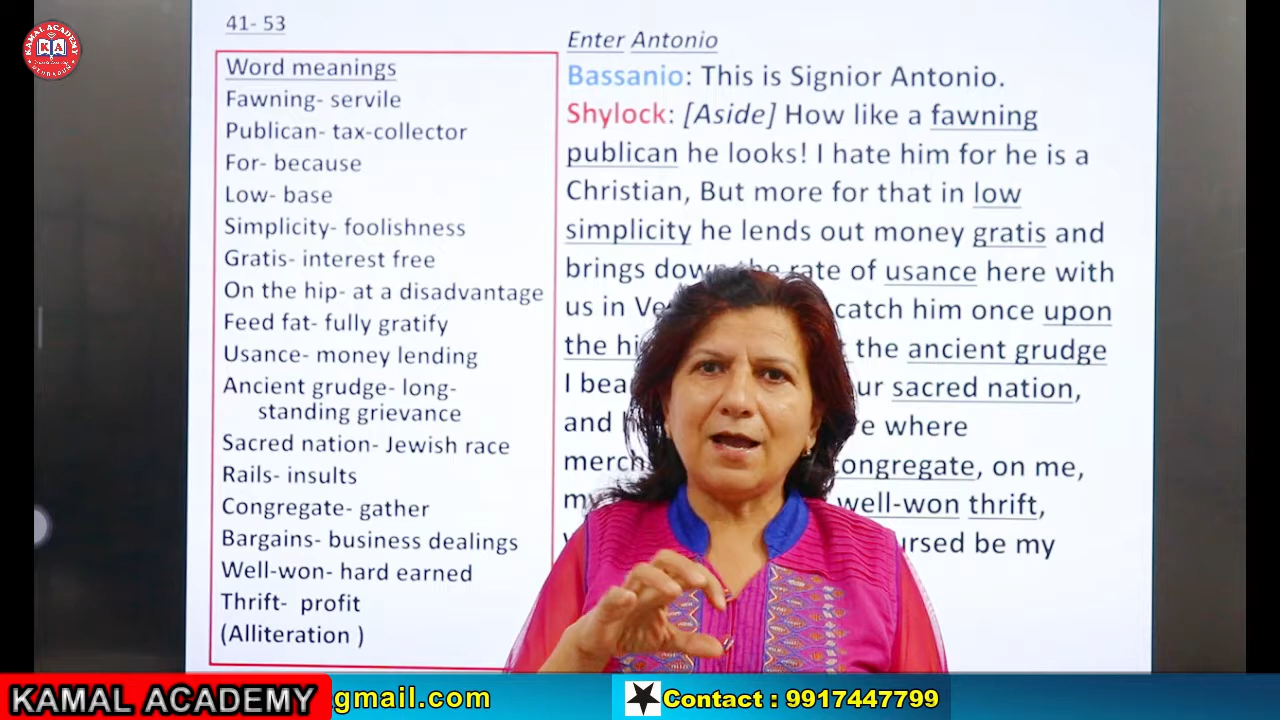 KAMAL ACADEMY
KA
DEHRADUN
41- 53
Word meanings
Fawning- servile
Publican- tax-collector
For- because
Low- base
Simplicity- foolishness
Gratis- interest free
On the hip- at a disadvantage
Feed fat- fully gratify
Usance- money lending
Ancient grudge- long-
standing grievance
Sacred nation- Jewish race
Rails- insults
Congregate- gather
Bargains- business dealings
Well-won- hard earned
Thrift- profit
(Alliteration )
Enter Antonio
Bassanio: This is Signior Antonio.
Shylock: [Aside] How like a fawning
publican he looks! I hate him for he is a
Christian, But more for that in low
simplicity he lends out money gratis and
brings down the rate of usance here with
us in catch him once upon
the the ancient grudge
I sacred nation,
and where
congregate, on me,
well-won thrift,
be my
KAMAL ACADEMY
gmail.com
Contact : 9917447799